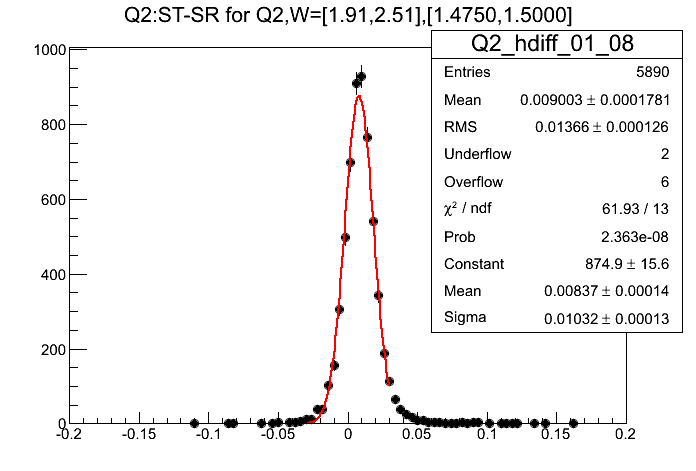 Q2:ST-SR for Q2,W=[1.91,2.51],[1.4750,1.5000]
Q2_hdiff_01_08
Entries 5890
Mean 0.009003 ± 0.0001781
RMS 0.01366 ± 0.000126
Underflow 2
Overflow 6
χ² / ndf 61.93 / 13
Prob 2.363e-08
Constant 874.9 ± 15.6
Mean 0.00837 ± 0.00014
Sigma 0.01032 ± 0.00013
1000
800
600
400
200
0
-0.2 -0.15 -0.1 -0.05 0 0.05 0.1 0.15 0.2